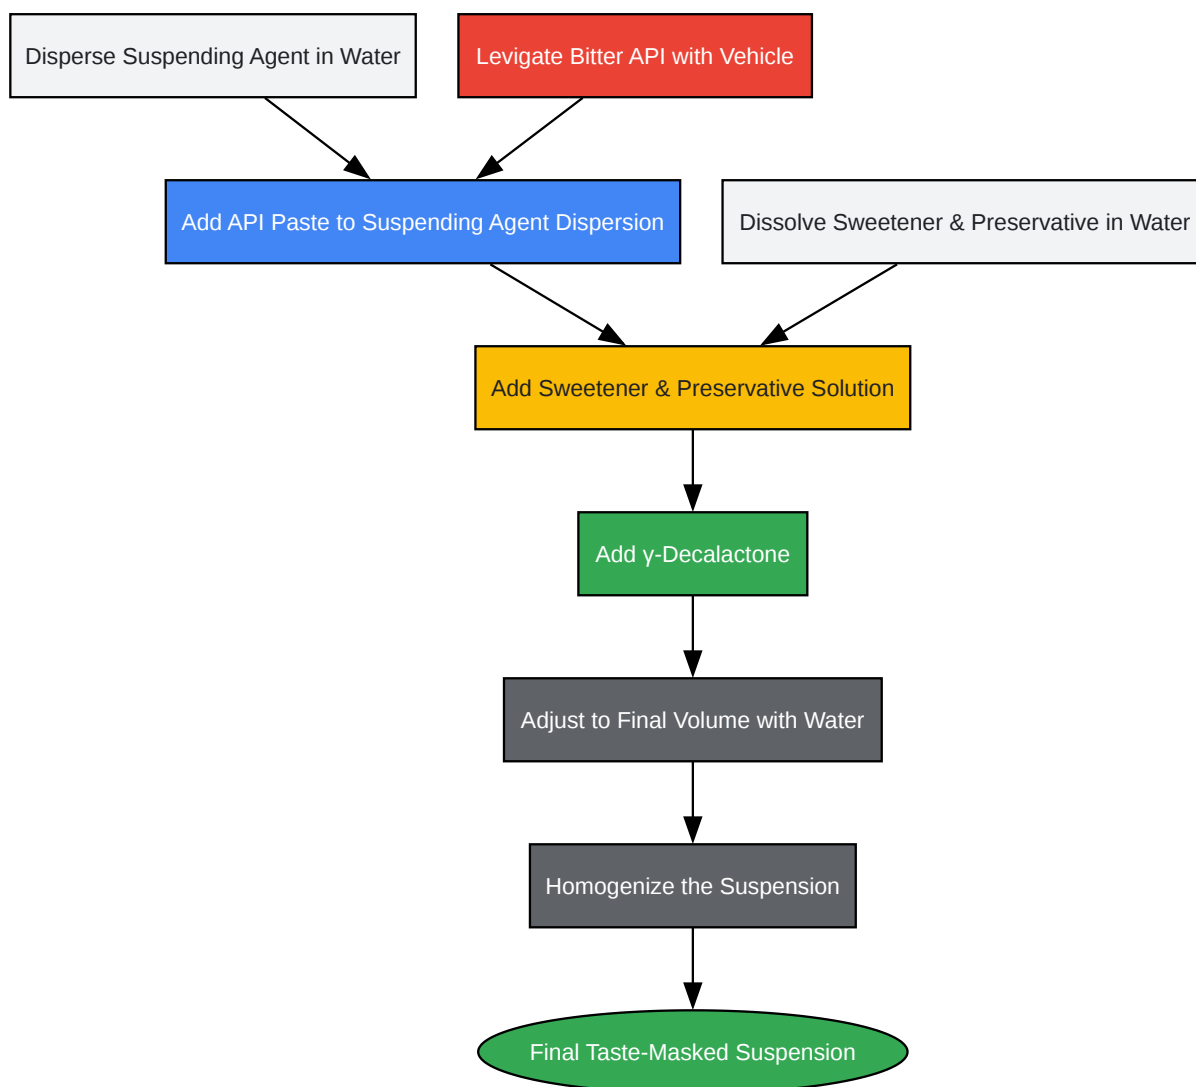 Disperse Suspending Agent in Water
Levigate Bitter API with Vehicle
Add API Paste to Suspending Agent Dispersion
Dissolve Sweetener & Preservative in Water
Add Sweetener & Preservative Solution
Add γ-Decalactone
Adjust to Final Volume with Water
Homogenize the Suspension
Final Taste-Masked Suspension